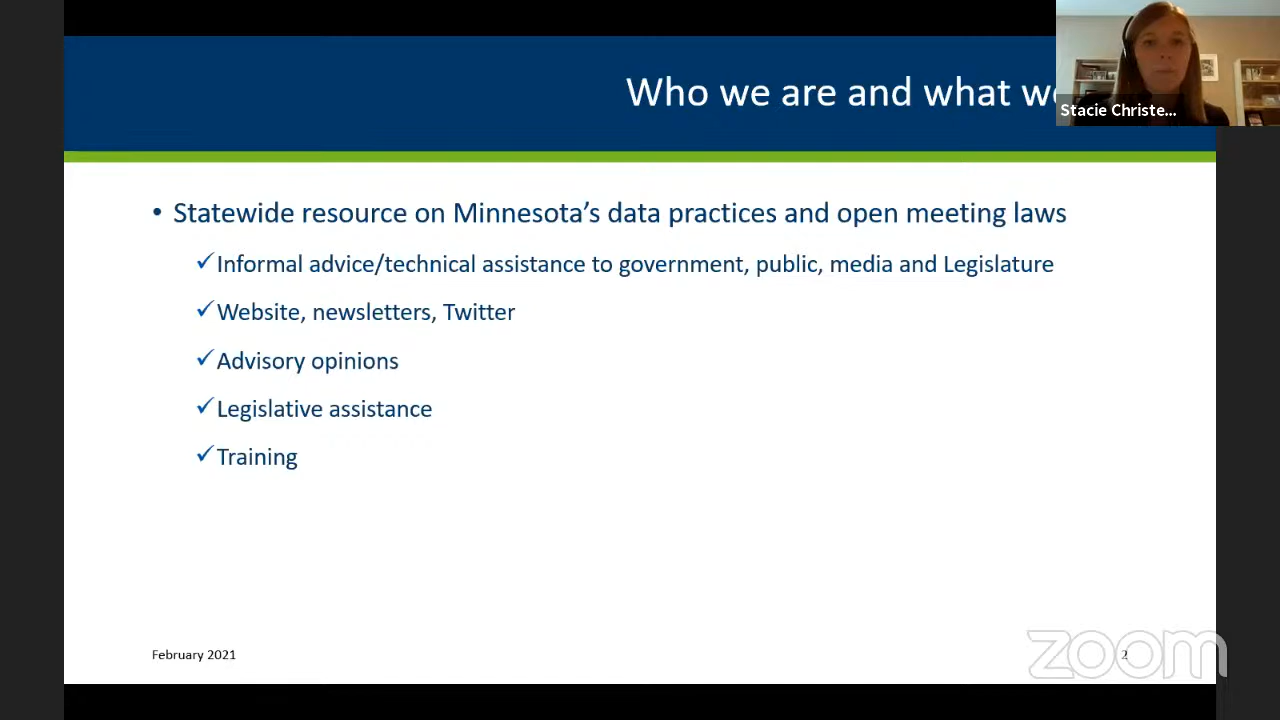 Who we are and what we
Stacie Christe...
• Statewide resource on Minnesota’s data practices and open meeting laws
✓Informal advice/technical assistance to government, public, media and Legislature
✓Website, newsletters, Twitter
✓Advisory opinions
✓Legislative assistance
✓Training
February 2021
2
zoom